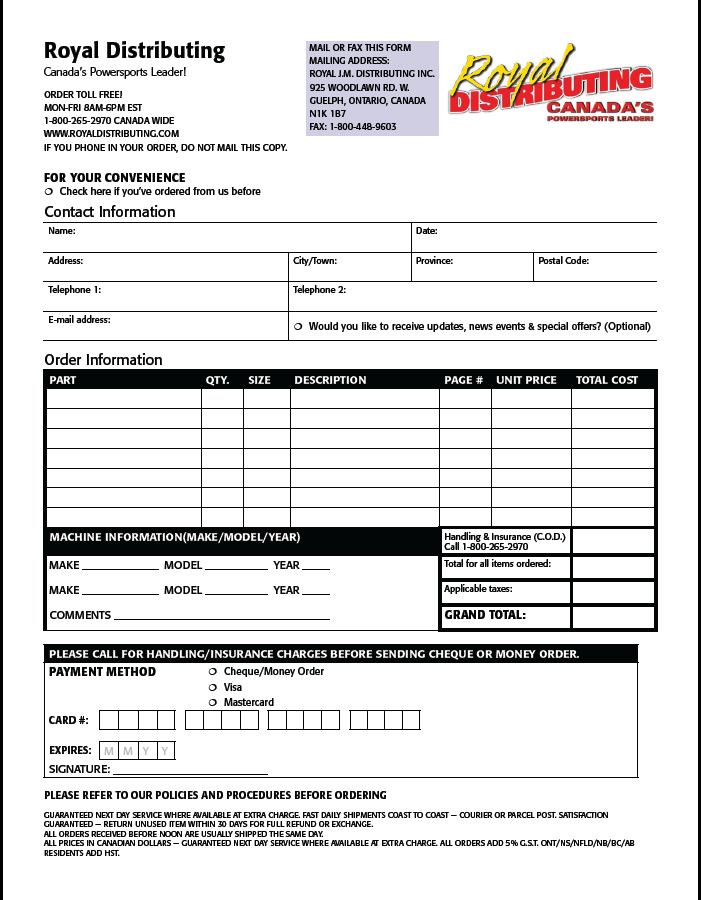 Royal Distributing
Canada's Powersports Leader!
ORDER TOLL FREE!
MON-FRI 8AM-6PM EST
1-800-265-2970 CANADA WIDE
WWW.ROYALDISTRIBUTING.COM
IF YOU PHONE IN YOUR ORDER, DO NOT MAIL THIS COPY.
MAIL OR FAX THIS FORM
MAILING ADDRESS:
ROYAL J.M. DISTRIBUTING INC.
925 WOODLAWN RD. W.
GUELPH, ONTARIO, CANADA
N1K 1B7
FAX: 1-800-448-9603
Royal
DISTRIBUTING
CANADA'S
POWERSPORTS LEADER!
FOR YOUR CONVENIENCE
Check here if you've ordered from us before
Contact Information
Name: Date:
Address: City/Town: Province: Postal Code:
Telephone 1: Telephone 2:
E-mail address: Would you like to receive updates, news events & special offers? (Optional)
Order Information
PART QTY. SIZE DESCRIPTION PAGE # UNIT PRICE TOTAL COST
MACHINE INFORMATION(MAKE/MODEL/YEAR)
MAKE ____________ MODEL ____________ YEAR _____
MAKE ____________ MODEL ____________ YEAR _____
COMMENTS ____________
Handling & Insurance (C.O.D.)
Call 1-800-265-2970
Total for all items ordered:
Applicable taxes:
GRAND TOTAL:
PLEASE CALL FOR HANDLING/INSURANCE CHARGES BEFORE SENDING CHEQUE OR MONEY ORDER.
PAYMENT METHOD Cheque/Money Order
Visa
Mastercard
CARD #:
EXPIRES: M M Y Y
SIGNATURE: ____________
PLEASE REFER TO OUR POLICIES AND PROCEDURES BEFORE ORDERING
GUARANTEED NEXT DAY SERVICE WHERE AVAILABLE AT EXTRA CHARGE. FAST DAILY SHIPMENTS COAST TO COAST — COURIER OR PARCEL POST. SATISFACTION
GUARANTEED — RETURN UNUSED ITEM WITHIN 30 DAYS FOR FULL REFUND OR EXCHANGE.
ALL ORDERS RECEIVED BEFORE NOON ARE USUALLY SHIPPED THE SAME DAY.
ALL PRICES IN CANADIAN DOLLARS — GUARANTEED NEXT DAY SERVICE WHERE AVAILABLE AT EXTRA CHARGE. ALL ORDERS ADD 5% G.S.T. ONT/NS/NFLD/NB/BC/AB
RESIDENTS ADD HST.